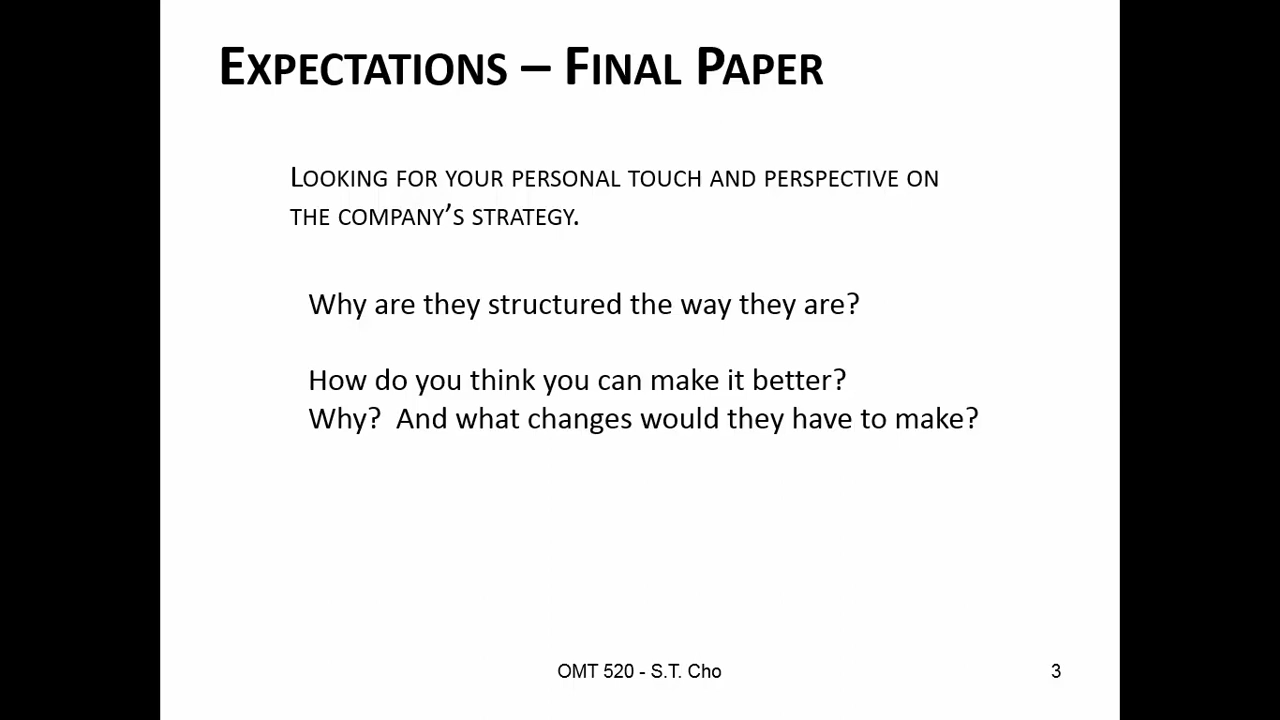 EXPECTATIONS – FINAL PAPER
LOOKING FOR YOUR PERSONAL TOUCH AND PERSPECTIVE ON
THE COMPANY’S STRATEGY.
Why are they structured the way they are?
How do you think you can make it better?
Why?  And what changes would they have to make?
OMT 520 - S.T. Cho
3